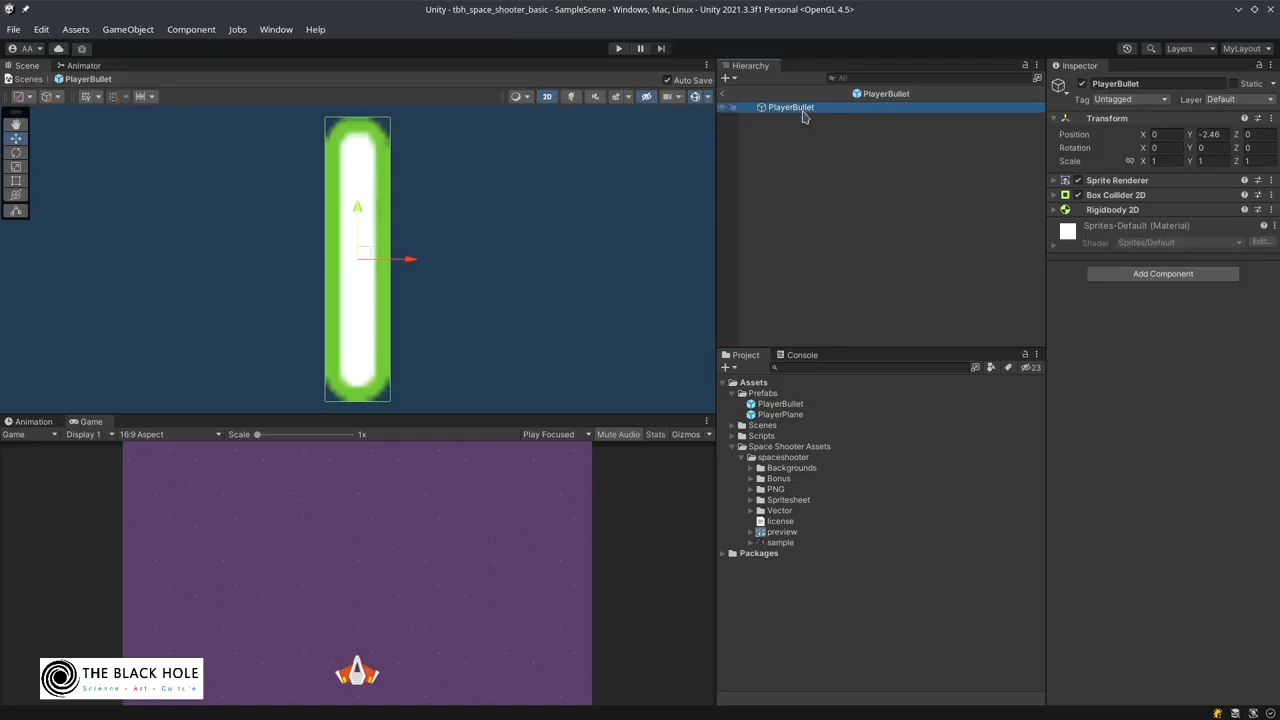 Unity - tbh_space_shooter_basic - SampleScene - Windows, Mac, Linux - Unity 2021.3.3f1 Personal <OpenGL 4.5>
File Edit Assets GameObject Component Jobs Window Help
AA Layers MyLayout
Scene Animator
Scenes PlayerBullet Auto Save
2D
Hierarchy
All
PlayerBullet
PlayerBullet
Inspector
PlayerBullet Static
Tag Untagged Layer Default
Transform
Position X 0 Y -2.46 Z 0
Rotation X 0 Y 0 Z 0
Scale X 1 Y 1 Z 1
Sprite Renderer
Box Collider 2D
Rigidbody 2D
Sprites-Default (Material)
Shader Sprites/Default Edit...
Add Component
Project Console
23
Assets
Prefabs
PlayerBullet
PlayerPlane
Scenes
Scripts
Space Shooter Assets
spaceshooter
Backgrounds
Bonus
PNG
Spritesheet
Vector
license
preview
sample
Packages
Animation Game
Game Display 1 16:9 Aspect Scale 1x Play Focused Mute Audio Stats Gizmos
THE BLACK HOLE
Science • Art • Culture